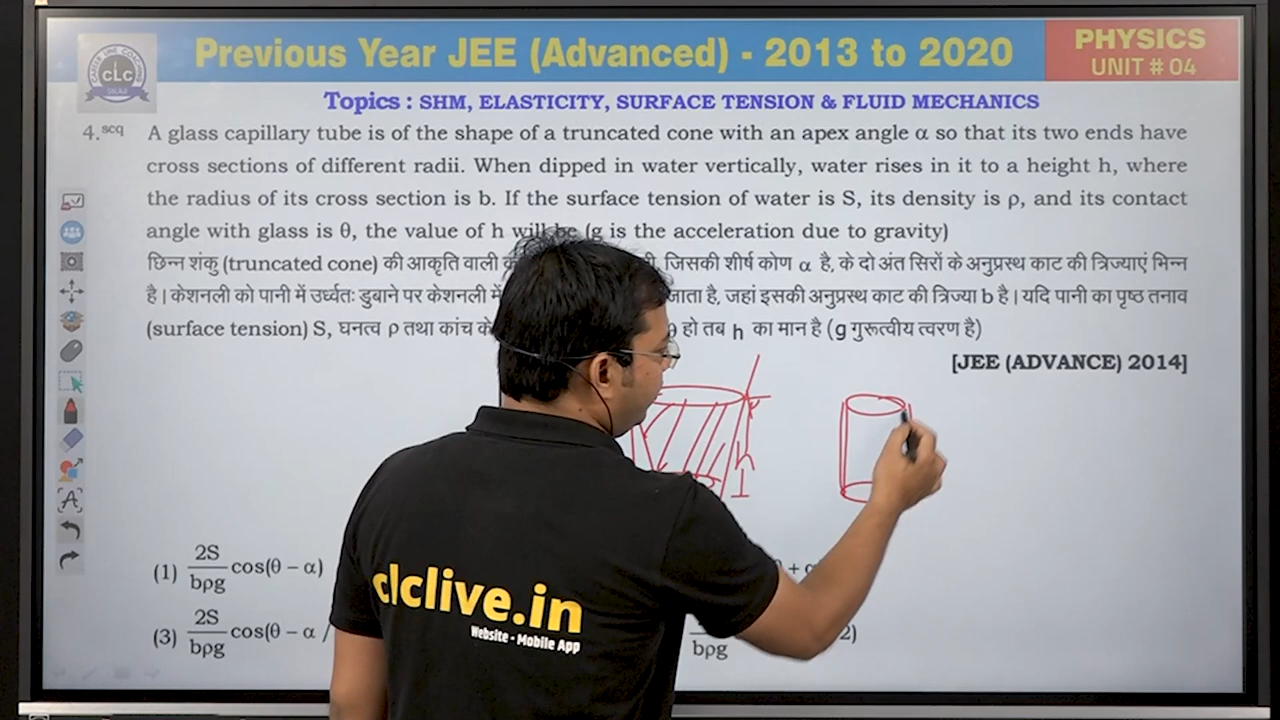 Previous Year JEE (Advanced) - 2013 to 2020
PHYSICS
UNIT # 04
CLC
Topics : SHM, ELASTICITY, SURFACE TENSION & FLUID MECHANICS
4. scq A glass capillary tube is of the shape of a truncated cone with an apex angle α so that its two ends have
cross sections of different radii. When dipped in water vertically, water rises in it to a height h, where
the radius of its cross section is b. If the surface tension of water is S, its density is ρ, and its contact
angle with glass is θ, the value of h will be (g is the acceleration due to gravity)
छिन्न शंकु (truncated cone) की आकृति वाली जिसकी शीर्ष कोण α है, के दो अंत सिरों के अनुप्रस्थ काट की त्रिज्याएं भिन्न
है। केशनली को पानी में उर्ध्वतः डुबाने पर केशनली में जाता है, जहां इसकी अनुप्रस्थ काट की त्रिज्या b है। यदि पानी का पृष्ठ तनाव
(surface tension) S, घनत्व ρ तथा कांच के θ हो तब h का मान है (g गुरूत्वीय त्वरण है)
[JEE (ADVANCE) 2014]
h
(1) 2S/bρg cos(θ – α)
+
(3) 2S/bρg cos(θ – α /
bρg 2)
clclive.in
Website - Mobile App